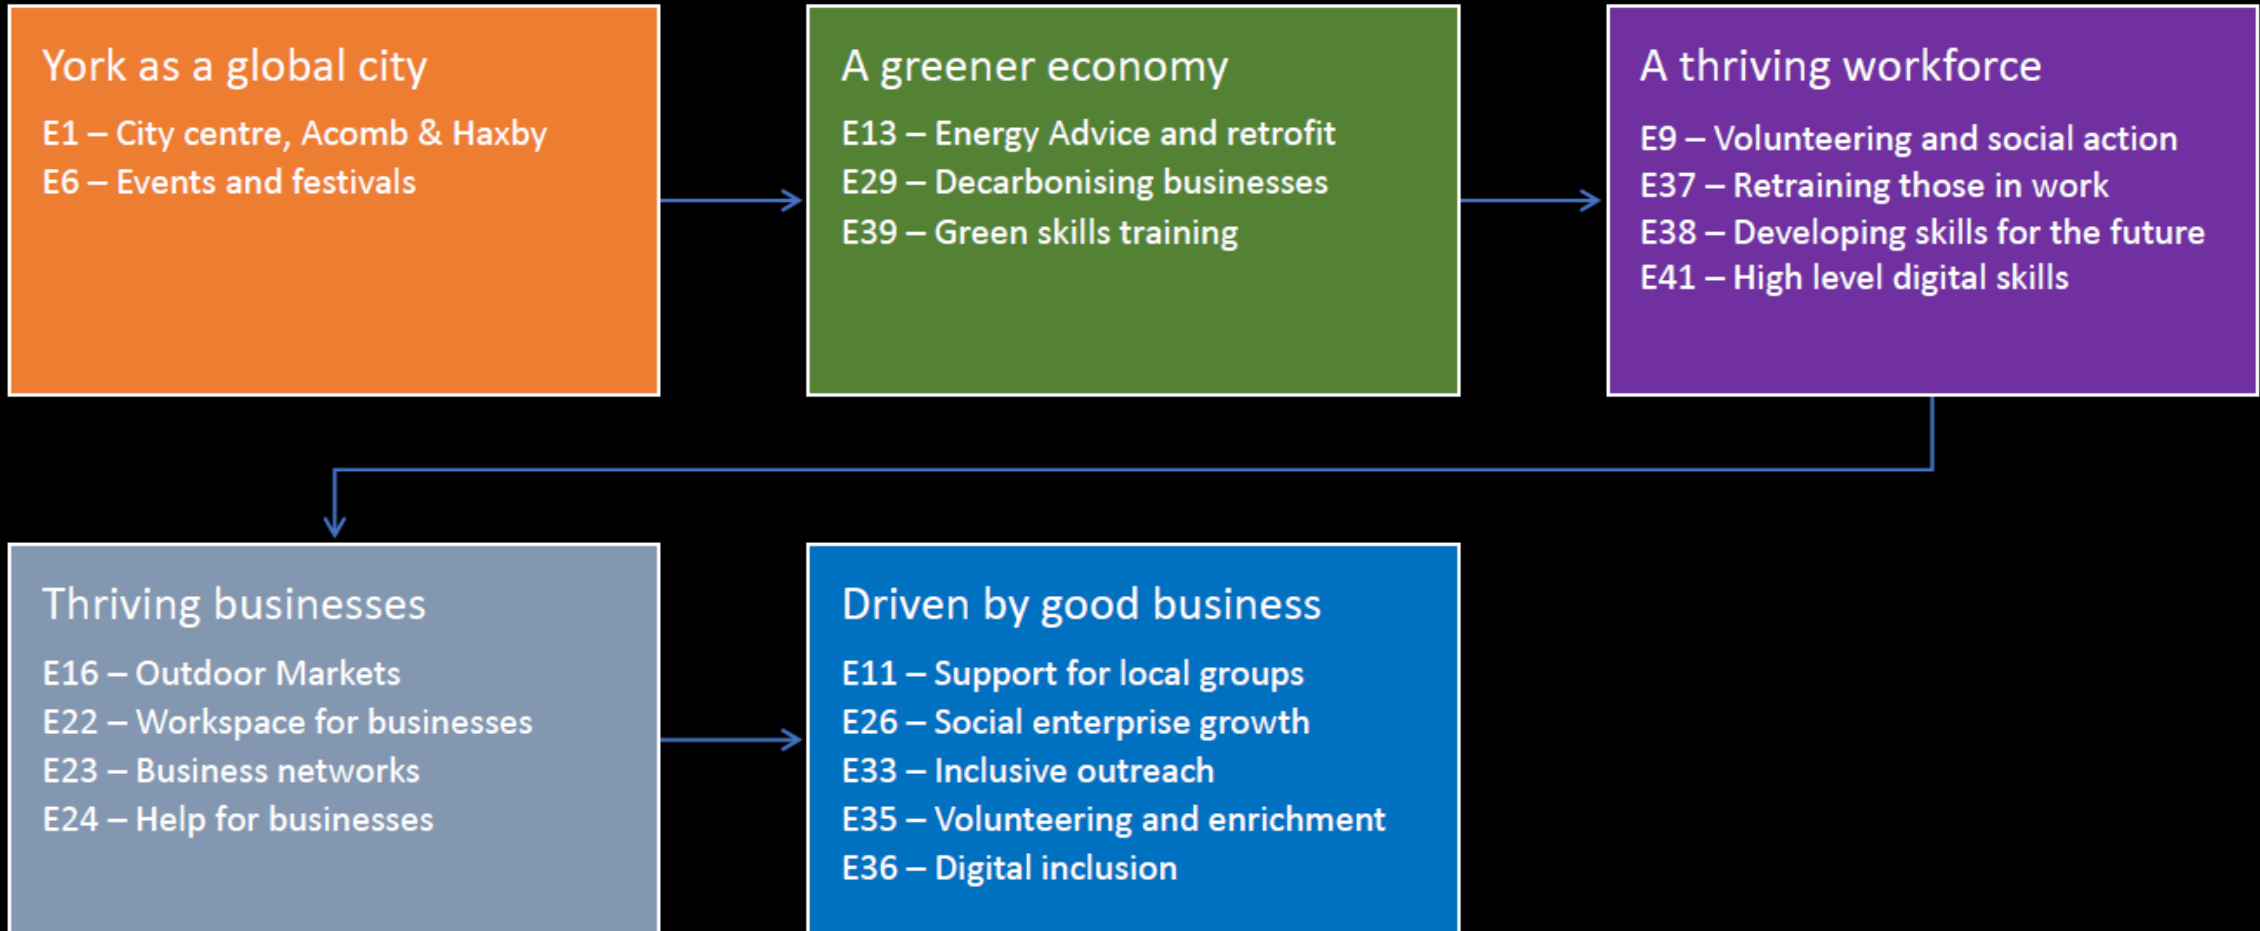 York as a global city
E1 – City centre, Acomb & Haxby
E6 – Events and festivals
A greener economy
E13 – Energy Advice and retrofit
E29 – Decarbonising businesses
E39 – Green skills training
A thriving workforce
E9 – Volunteering and social action
E37 – Retraining those in work
E38 – Developing skills for the future
E41 – High level digital skills
Thriving businesses
E16 – Outdoor Markets
E22 – Workspace for businesses
E23 – Business networks
E24 – Help for businesses
Driven by good business
E11 – Support for local groups
E26 – Social enterprise growth
E33 – Inclusive outreach
E35 – Volunteering and enrichment
E36 – Digital inclusion